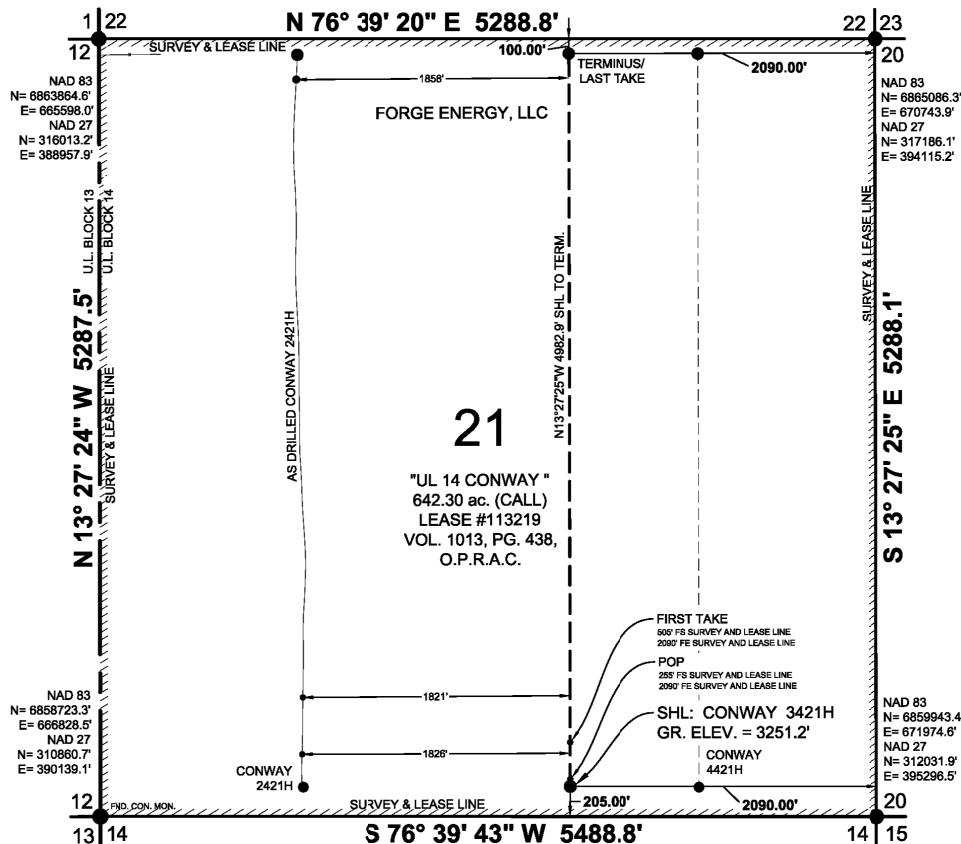 N 76° 39' 20" E 5288.8'
1 22
22 23
12
20
SURVEY & LEASE LINE
100.00'
TERMINUS/
LAST TAKE
2090.00'
1858'
FORGE ENERGY, LLC
NAD 83
N= 6863864.6'
E= 665598.0'
NAD 27
N= 316013.2'
E= 388957.9'
NAD 83
N= 6865086.3'
E= 670743.9'
NAD 27
N= 317186.1'
E= 394115.2'
U.L. BLOCK 13
U.L. BLOCK 14
SURVEY & LEASE LINE
N 13° 27' 24" W 5287.5'
SURVEY & LEASE LINE
AS DRILLED CONWAY 2421H
N13°27'25"W 4982.9' SHL TO TERM.
S 13° 27' 25" E 5288.1'
21
"UL 14 CONWAY "
642.30 ac. (CALL)
LEASE #113219
VOL. 1013, PG. 438,
O.P.R.A.C.
FIRST TAKE
505' FS SURVEY AND LEASE LINE
2090' FE SURVEY AND LEASE LINE
POP
255' FS SURVEY AND LEASE LINE
2090' FE SURVEY AND LEASE LINE
SHL: CONWAY 3421H
GR. ELEV. = 3251.2'
1821'
1826'
NAD 83
N= 6858723.3'
E= 666828.5'
NAD 27
N= 310860.7'
E= 390139.1'
NAD 83
N= 6859943.4
E= 671974.6'
NAD 27
N= 312031.9'
E= 395296.5'
CONWAY
2421H
CONWAY
4421H
205.00'
2090.00'
12
FND. CON. MON.
SURVEY & LEASE LINE
20
13 14
S 76° 39' 43" W 5488.8'
14 15